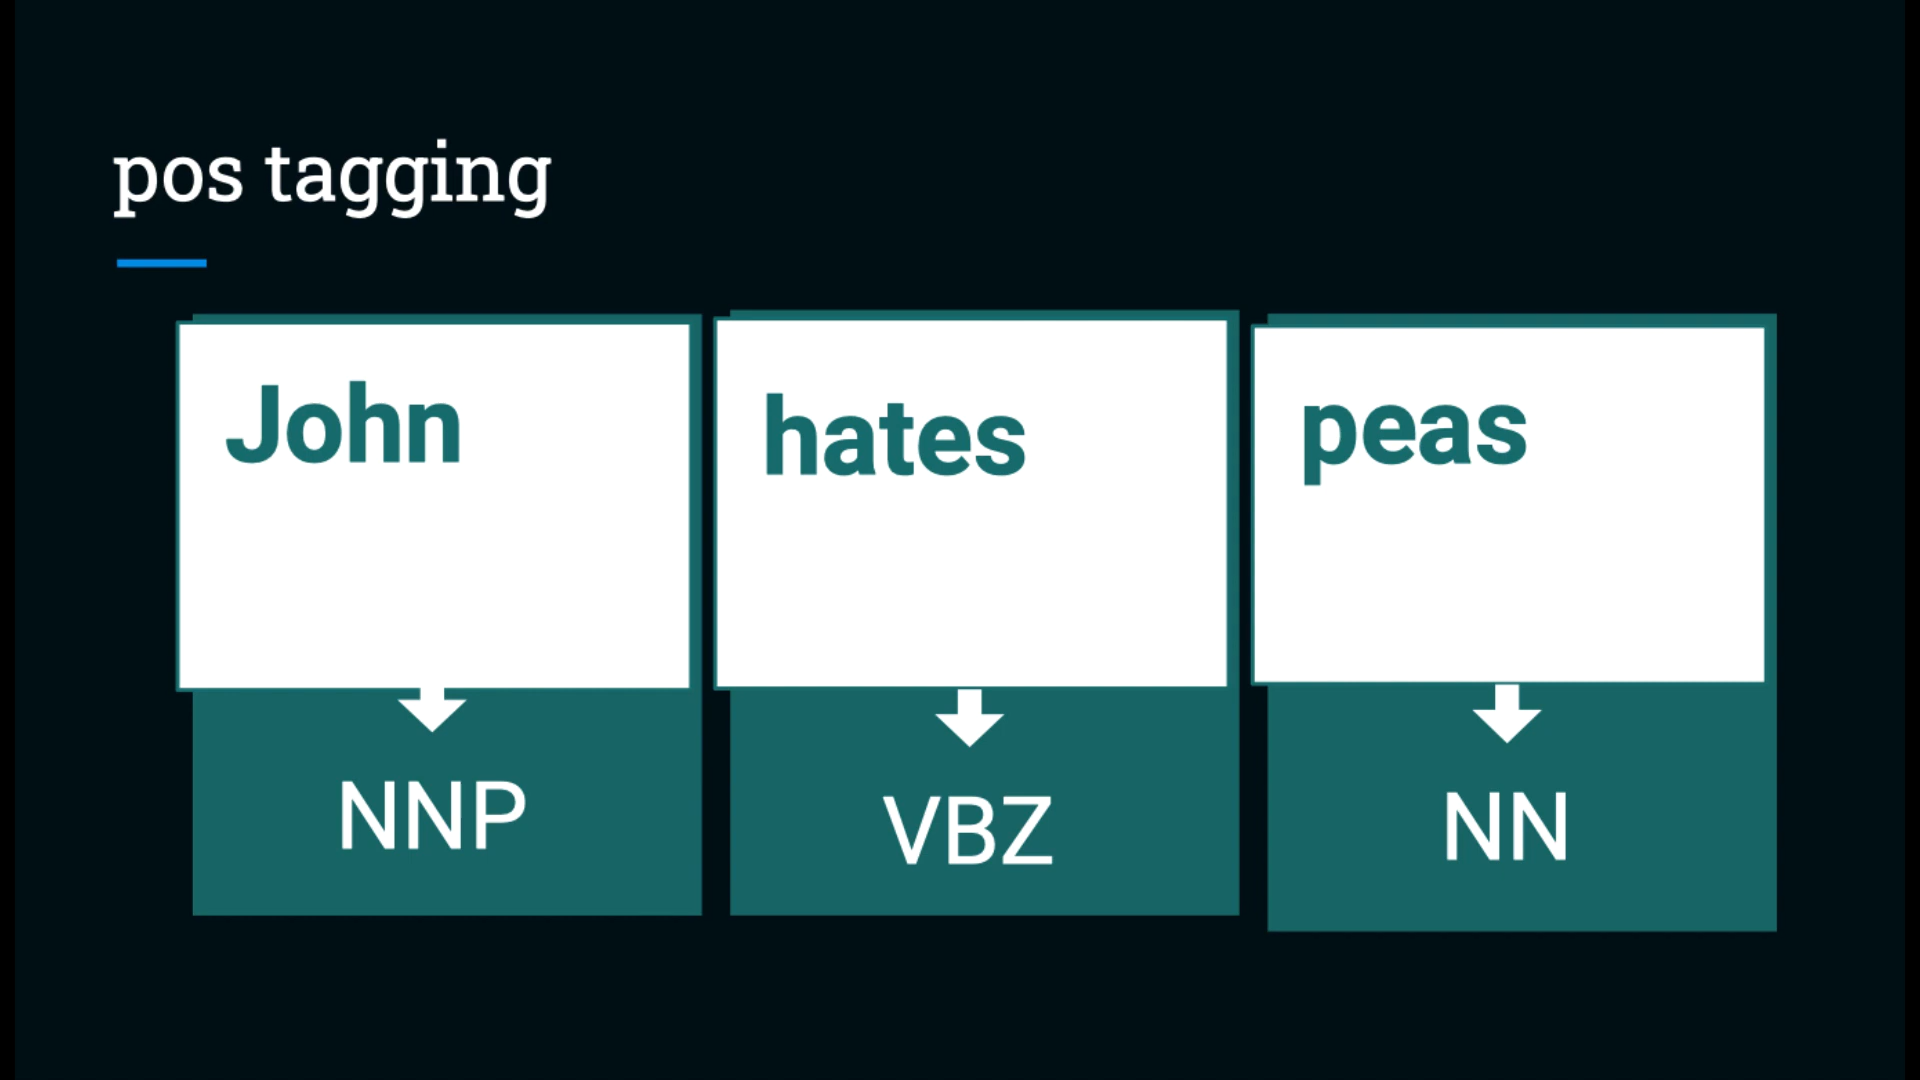 pos tagging
John
hates
peas
NNP
VBZ
NN